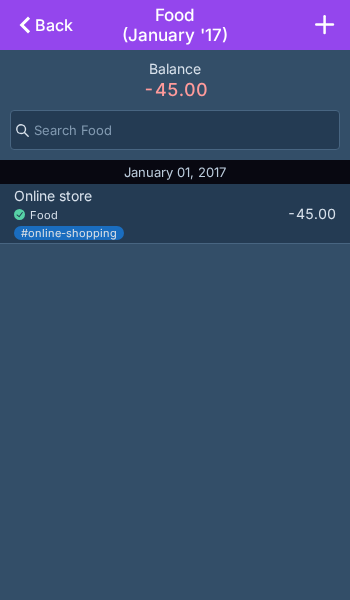 Back
Food
(January '17)
Balance
-45.00
Search Food
January 01, 2017
Online store
Food
-45.00
#online-shopping